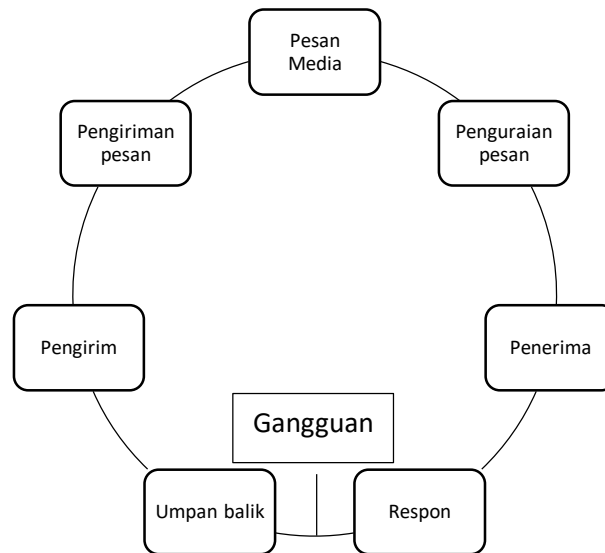 Pesan
Media
Pengiriman
pesan
Penguraian
pesan
Pengirim
Penerima
Gangguan
Umpan balik
Respon